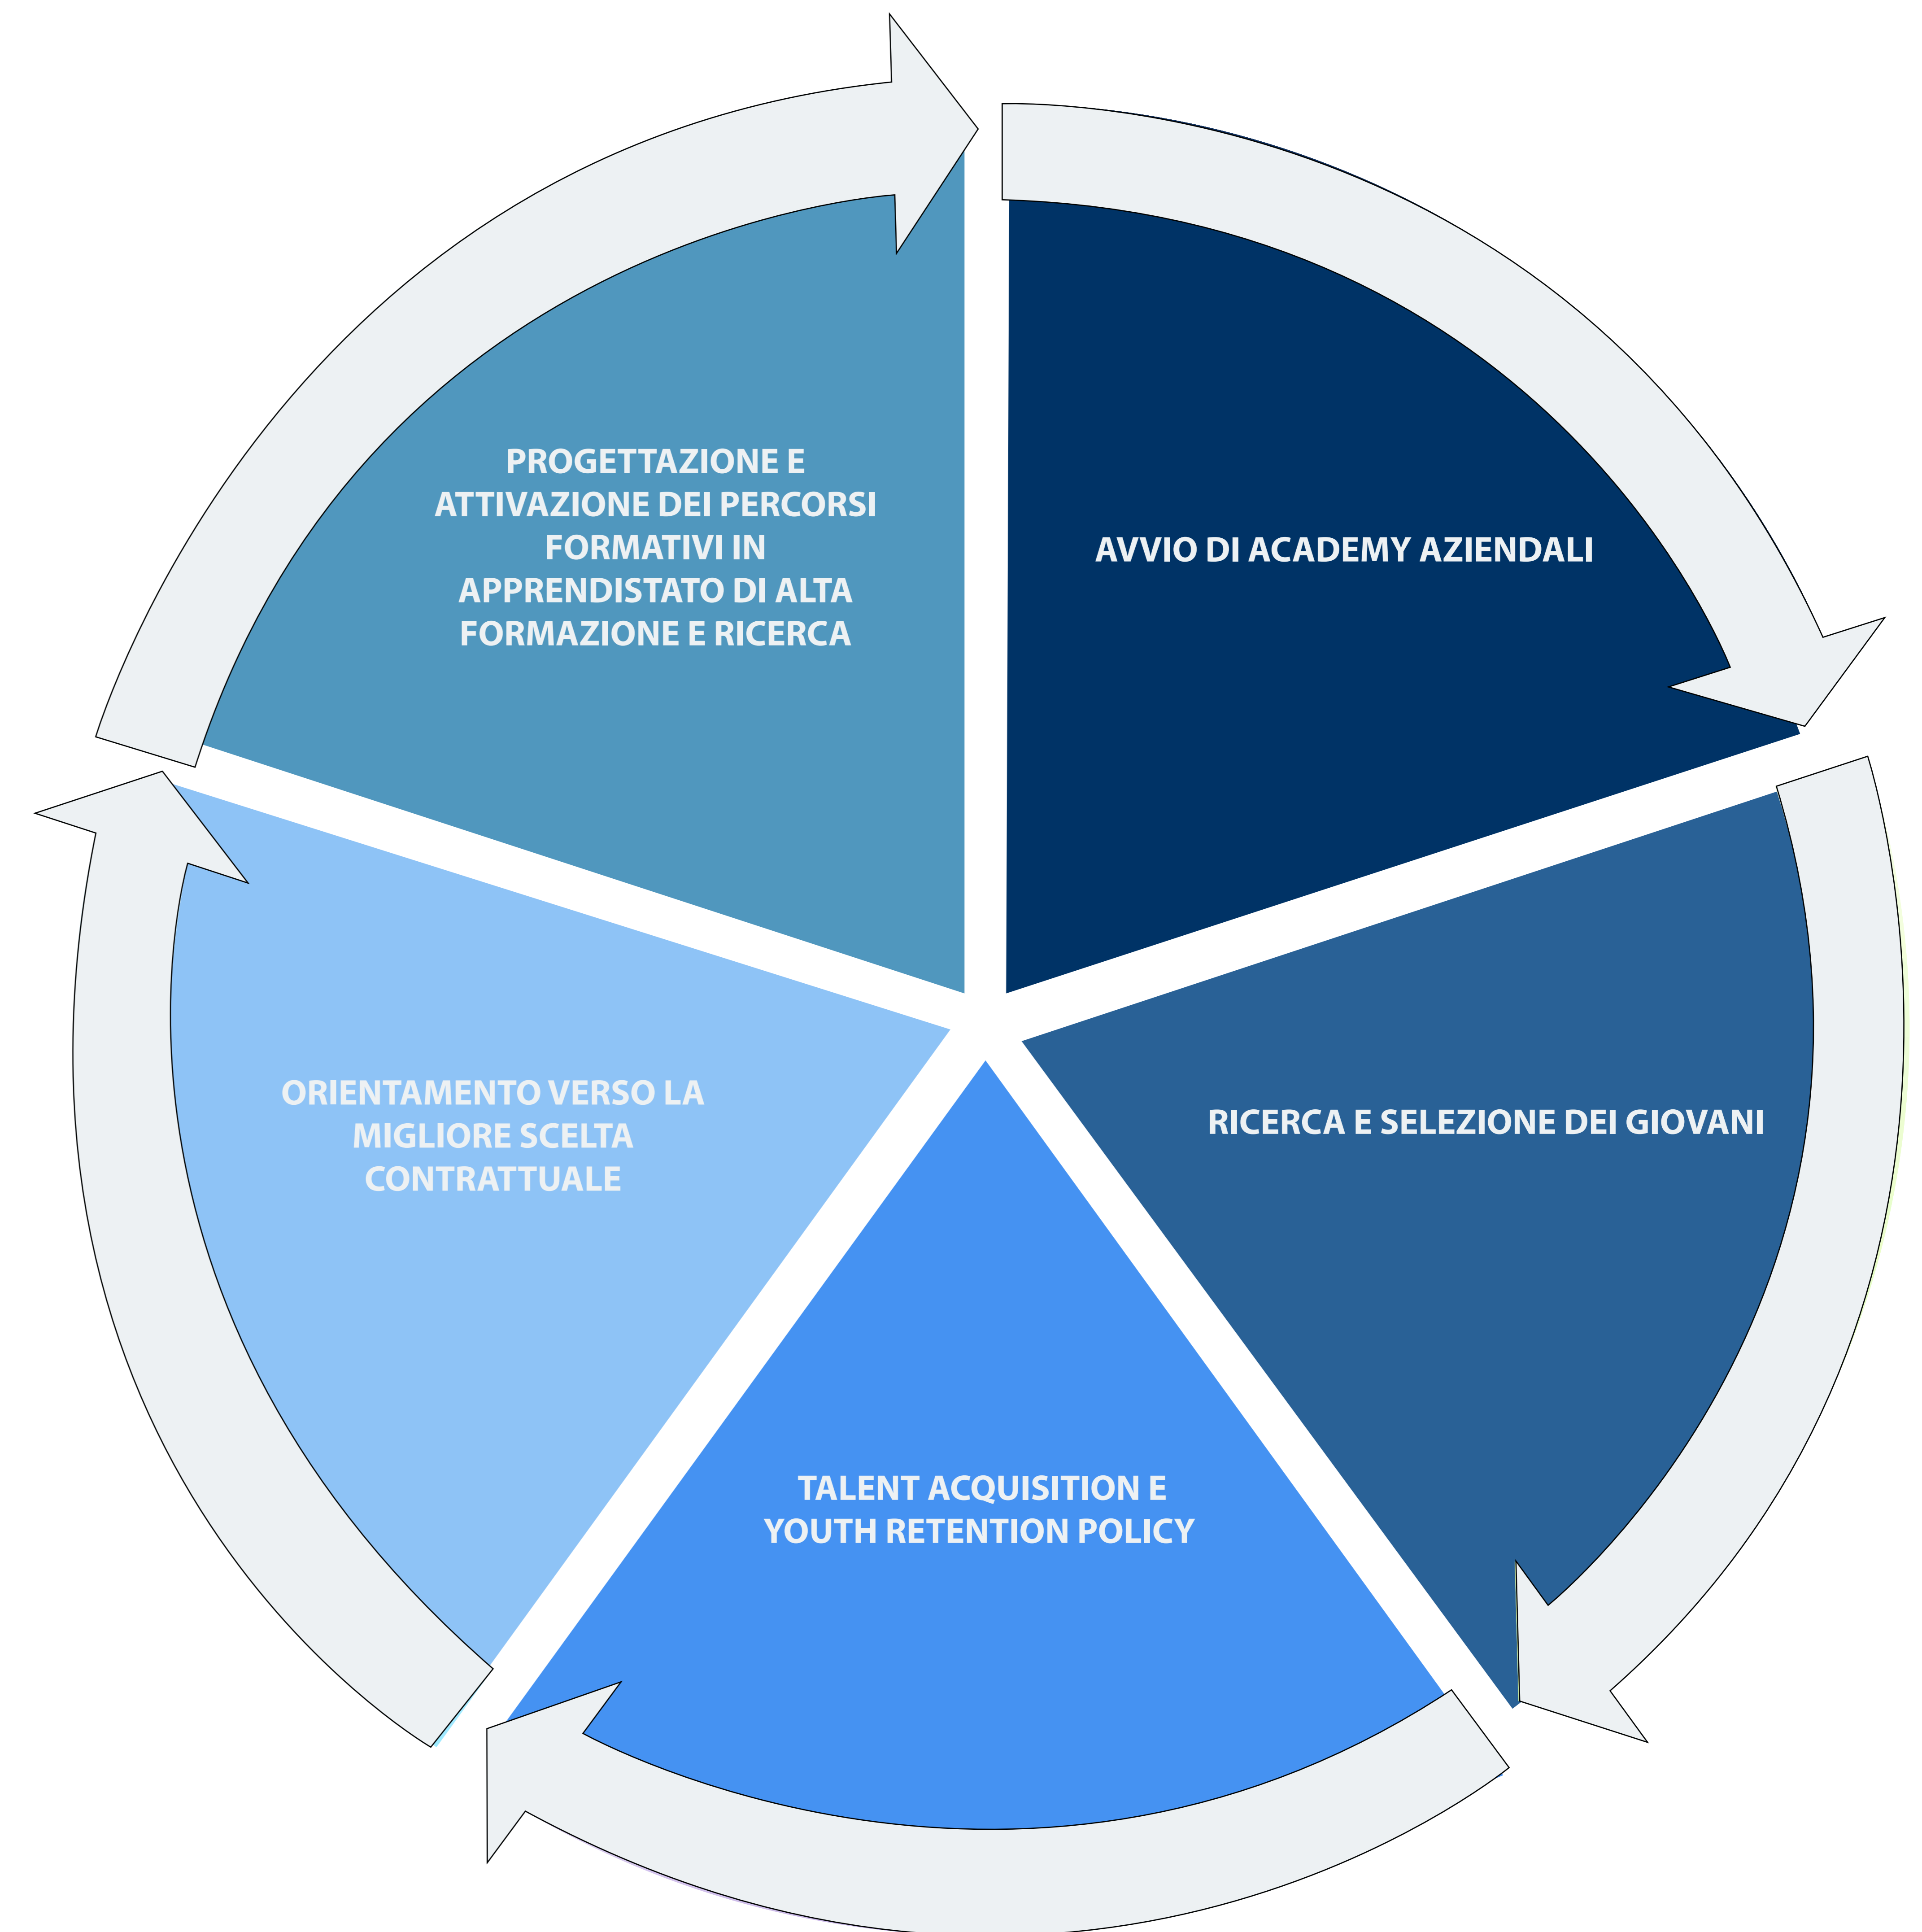 PROGETTAZIONE E
ATTIVAZIONE DEI PERCORSI
FORMATIVI IN
APPRENDISTATO DI ALTA
FORMAZIONE E RICERCA
AVVIO DI ACADEMY AZIENDALI
ORIENTAMENTO VERSO LA
MIGLIORE SCELTA
CONTRATTUALE
RICERCA E SELEZIONE DEI GIOVANI
TALENT ACQUISITION E
YOUTH RETENTION POLICY